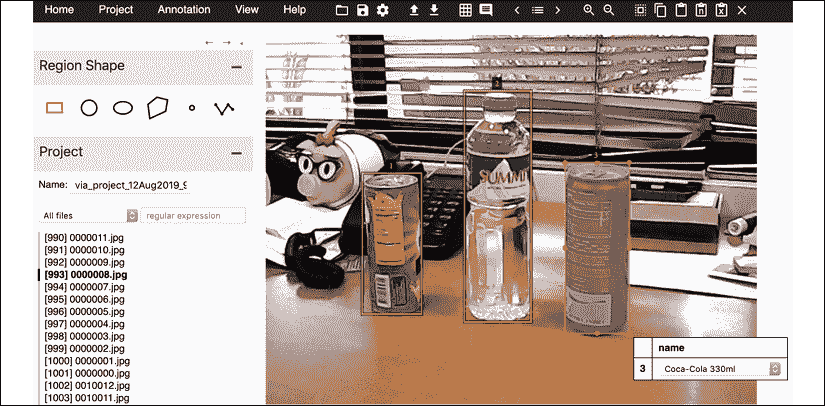 Home Project Annotation View Help
Region Shape
Project
Name: via_project_12Aug2019_9
All files regular expression
[990] 0000011.jpg
[991] 0000010.jpg
[992] 0000009.jpg
[993] 0000008.jpg
[994] 0000007.jpg
[995] 0000006.jpg
[996] 0000005.jpg
[997] 0000004.jpg
[998] 0000003.jpg
[999] 0000002.jpg
[1000] 0000001.jpg
[1001] 0000000.jpg
[1002] 0010012.jpg
[1003] 0010011.jpg
SUMMIT
name
3 Coca-Cola 330ml